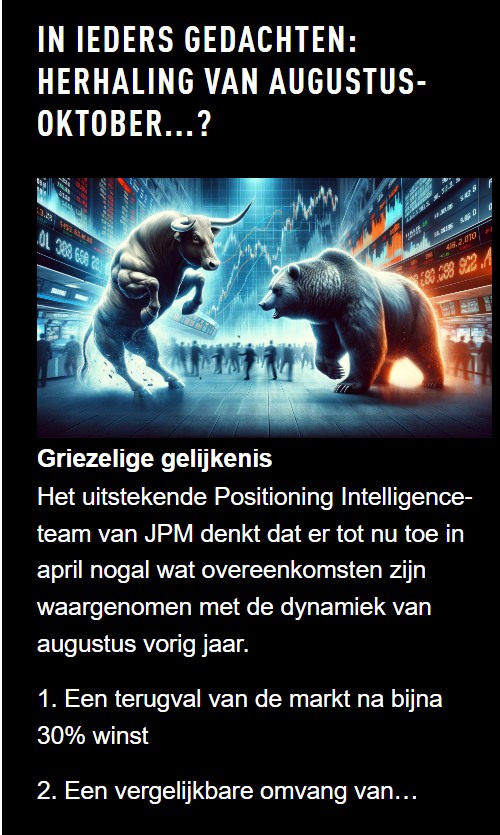 IN IEDERS GEDACHTEN:
HERHALING VAN AUGUSTUS-
OKTOBER...?
Griezelige gelijkenis
Het uitstekende Positioning Intelligence-
team van JPM denkt dat er tot nu toe in
april nogal wat overeenkomsten zijn
waargenomen met de dynamiek van
augustus vorig jaar.
1. Een terugval van de markt na bijna
30% winst
2. Een vergelijkbare omvang van…